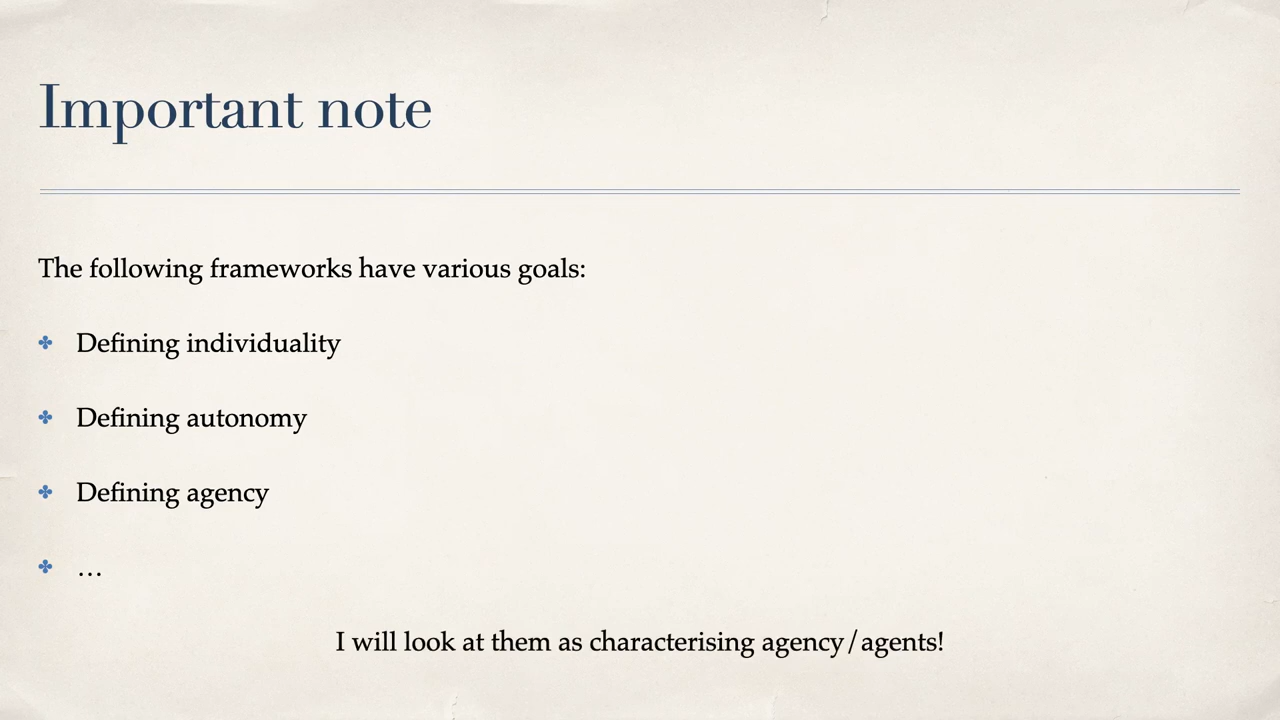 Important note
The following frameworks have various goals:
Defining individuality
Defining autonomy
Defining agency
…
I will look at them as characterising agency/agents!